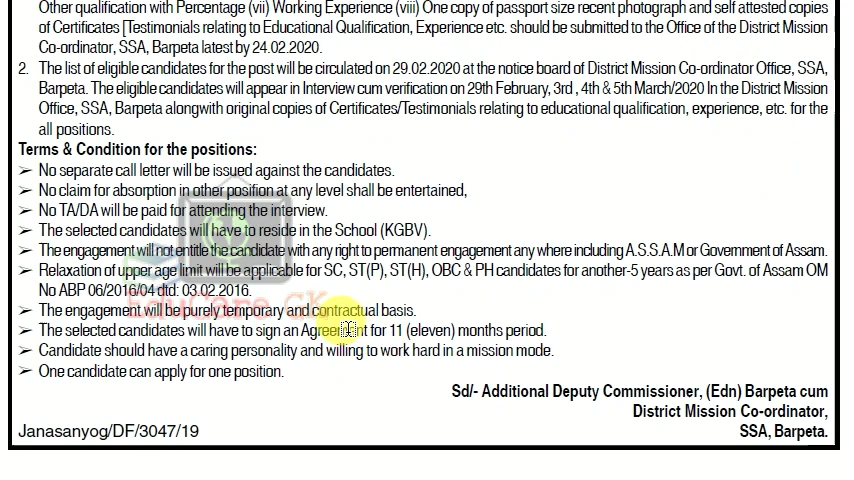 Other qualification with Percentage (vii) Working Experience (viii) One copy of passport size recent photograph and self attested copies
of Certificates [Testimonials relating to Educational Qualification, Experience etc. should be submitted to the Office of the District Mission
Co-ordinator, SSA, Barpeta latest by 24.02.2020.
2. The list of eligible candidates for the post will be circulated on 29.02.2020 at the notice board of District Mission Co-ordinator Office, SSA,
Barpeta. The eligible candidates will appear in Interview cum verification on 29th February, 3rd , 4th & 5th March/2020 In the District Mission
Office, SSA, Barpeta alongwith original copies of Certificates/Testimonials relating to educational qualification, experience, etc. for the
all positions.
Terms & Condition for the positions:
➢ No separate call letter will be issued against the candidates.
➢ No claim for absorption in other position at any level shall be entertained,
➢ No TA/DA will be paid for attending the interview.
➢ The selected candidates will have to reside in the School (KGBV).
➢ The engagement will not entitle the candidate with any right to permanent engagement any where including A.S.S.A.M or Government of Assam.
➢ Relaxation of upper age limit will be applicable for SC, ST(P), ST(H), OBC & PH candidates for another-5 years as per Govt. of Assam OM
No ABP 06/2016/04 dtd: 03.02.2016.
EduCare GK
➢ The engagement will be purely temporary and contractual basis.
➢ The selected candidates will have to sign an Agreement for 11 (eleven) months period.
➢ Candidate should have a caring personality and willing to work hard in a mission mode.
➢ One candidate can apply for one position.
Sd/- Additional Deputy Commissioner, (Edn) Barpeta cum
District Mission Co-ordinator,
Janasanyog/DF/3047/19 SSA, Barpeta.